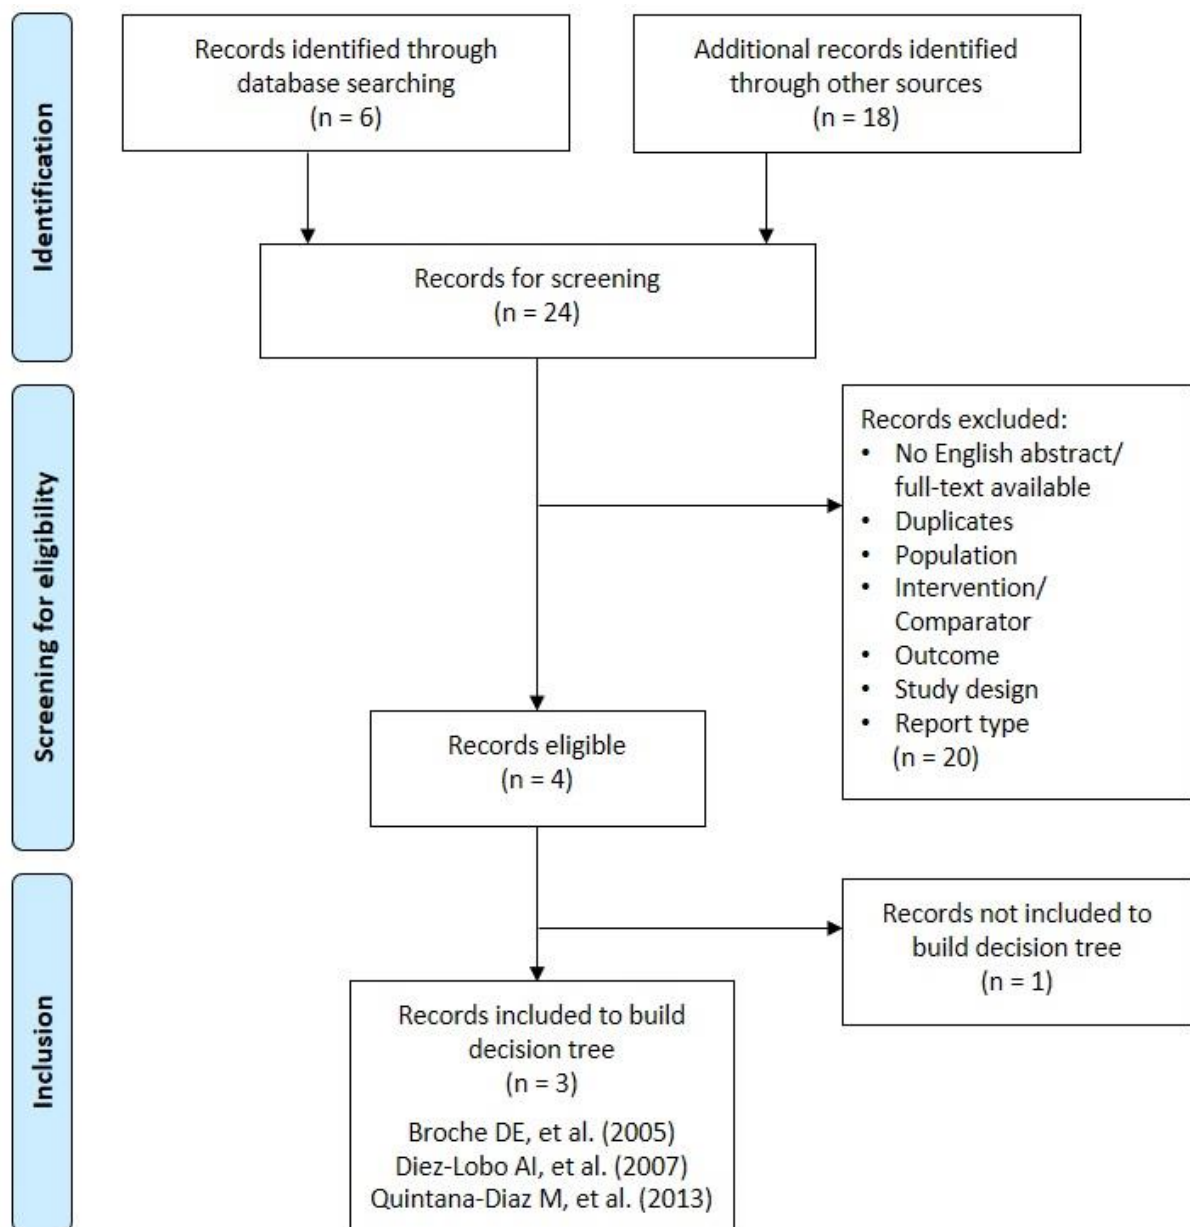 Identification
Records identified through
database searching
(n = 6)
Additional records identified
through other sources
(n = 18)
Records for screening
(n = 24)
Screening for eligibility
Records excluded:
• No English abstract/
full-text available
• Duplicates
• Population
• Intervention/
Comparator
• Outcome
• Study design
• Report type
(n = 20)
Records eligible
(n = 4)
Inclusion
Records not included to
build decision tree
(n = 1)
Records included to build
decision tree
(n = 3)
Broche DE, et al. (2005)
Diez-Lobo AI, et al. (2007)
Quintana-Diaz M, et al. (2013)